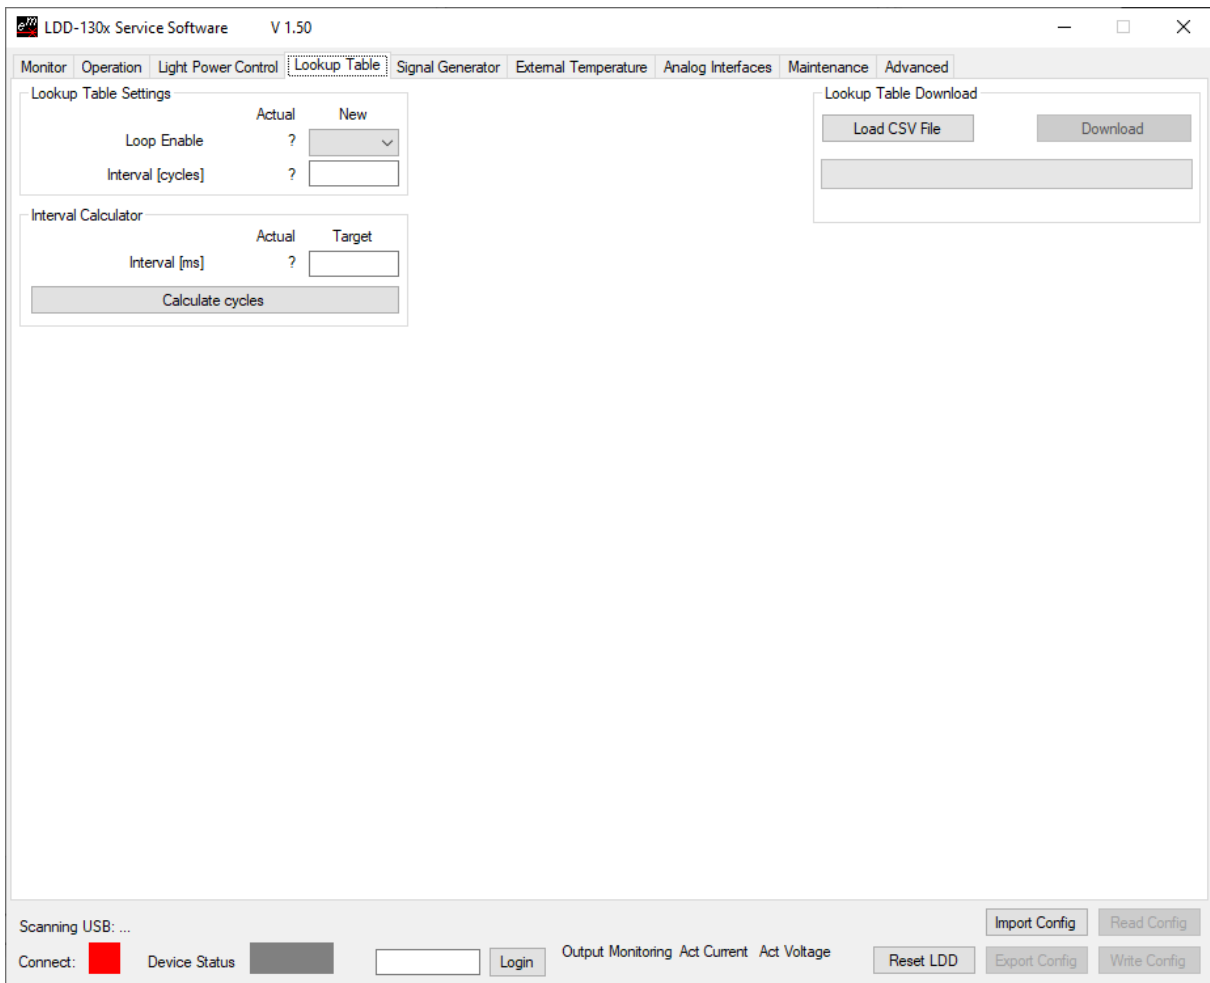 em LDD-130x Service Software V 1.50
Monitor Operation Light Power Control Lookup Table Signal Generator External Temperature Analog Interfaces Maintenance Advanced
Lookup Table Settings
Actual New
Loop Enable ?
Interval [cycles] ?
Interval Calculator
Actual Target
Interval [ms] ?
Calculate cycles
Lookup Table Download
Load CSV File Download
Scanning USB: ...
Connect: Device Status Login Output Monitoring Act Current Act Voltage Reset LDD
Import Config Read Config
Export Config Write Config